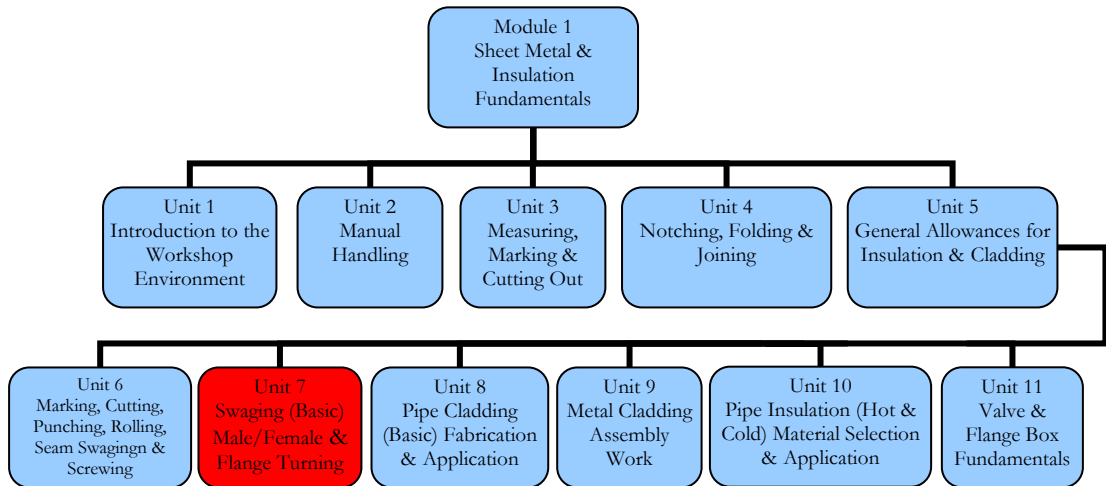 Module 1
Sheet Metal &
Insulation
Fundamentals
Unit 1
Introduction to the
Workshop
Environment
Unit 2
Manual
Handling
Unit 3
Measuring,
Marking &
Cutting Out
Unit 4
Notching, Folding &
Joining
Unit 5
General Allowances for
Insulation & Cladding
Unit 6
Marking, Cutting,
Punching, Rolling,
Seam Swagingn &
Screwing
Unit 7
Swaging (Basic)
Male/Female &
Flange Turning
Unit 8
Pipe Cladding
(Basic) Fabrication
& Application
Unit 9
Metal Cladding
Assembly
Work
Unit 10
Pipe Insulation (Hot &
Cold) Material Selection
& Application
Unit 11
Valve &
Flange Box
Fundamentals